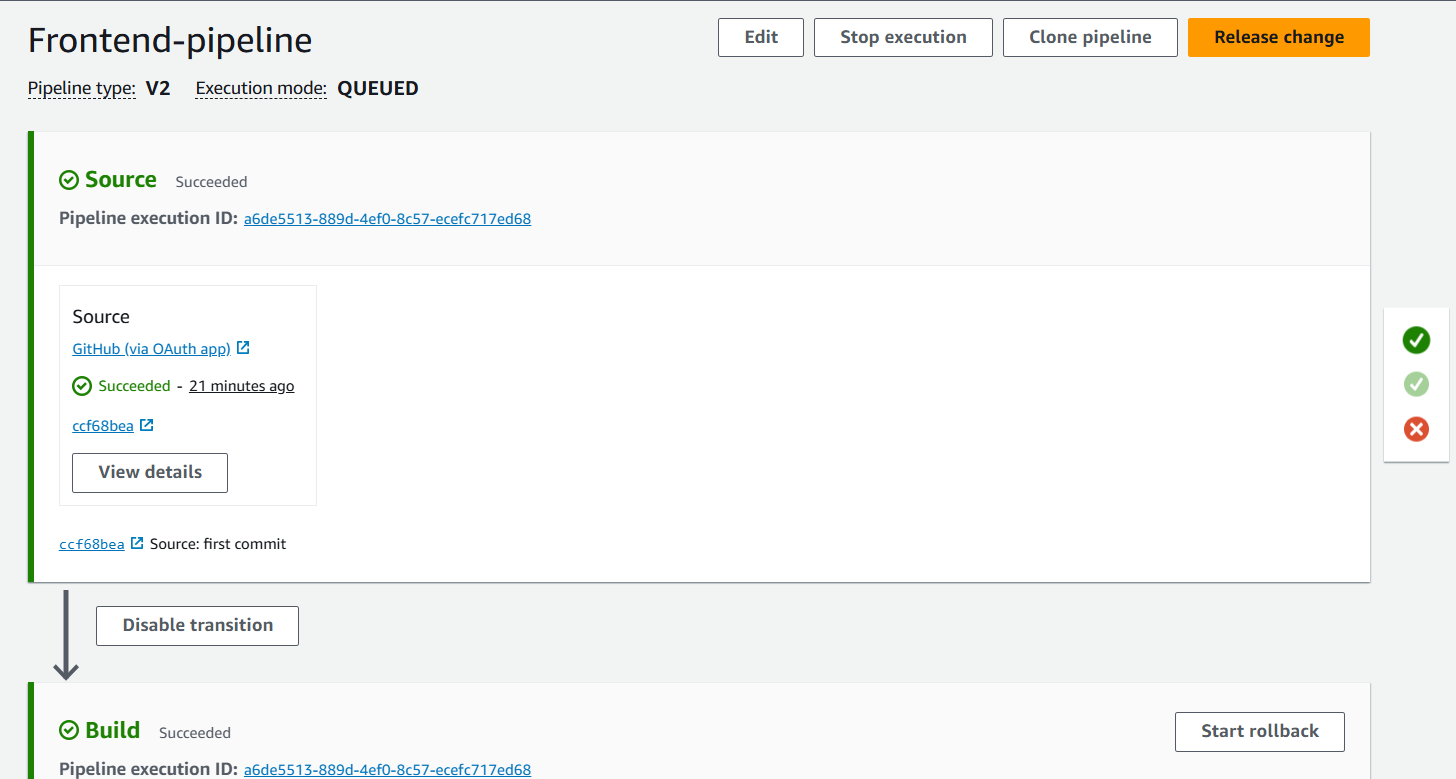 Frontend-pipeline
Edit
Stop execution
Clone pipeline
Release change
Pipeline type: V2 Execution mode: QUEUED
Source Succeeded
Pipeline execution ID: a6de5513-889d-4ef0-8c57-ecefc717ed68
Source
GitHub (via OAuth app)
Succeeded - 21 minutes ago
ccf68bea
View details
ccf68bea Source: first commit
Disable transition
Build Succeeded
Start rollback
Pipeline execution ID: a6de5513-889d-4ef0-8c57-ecefc717ed68